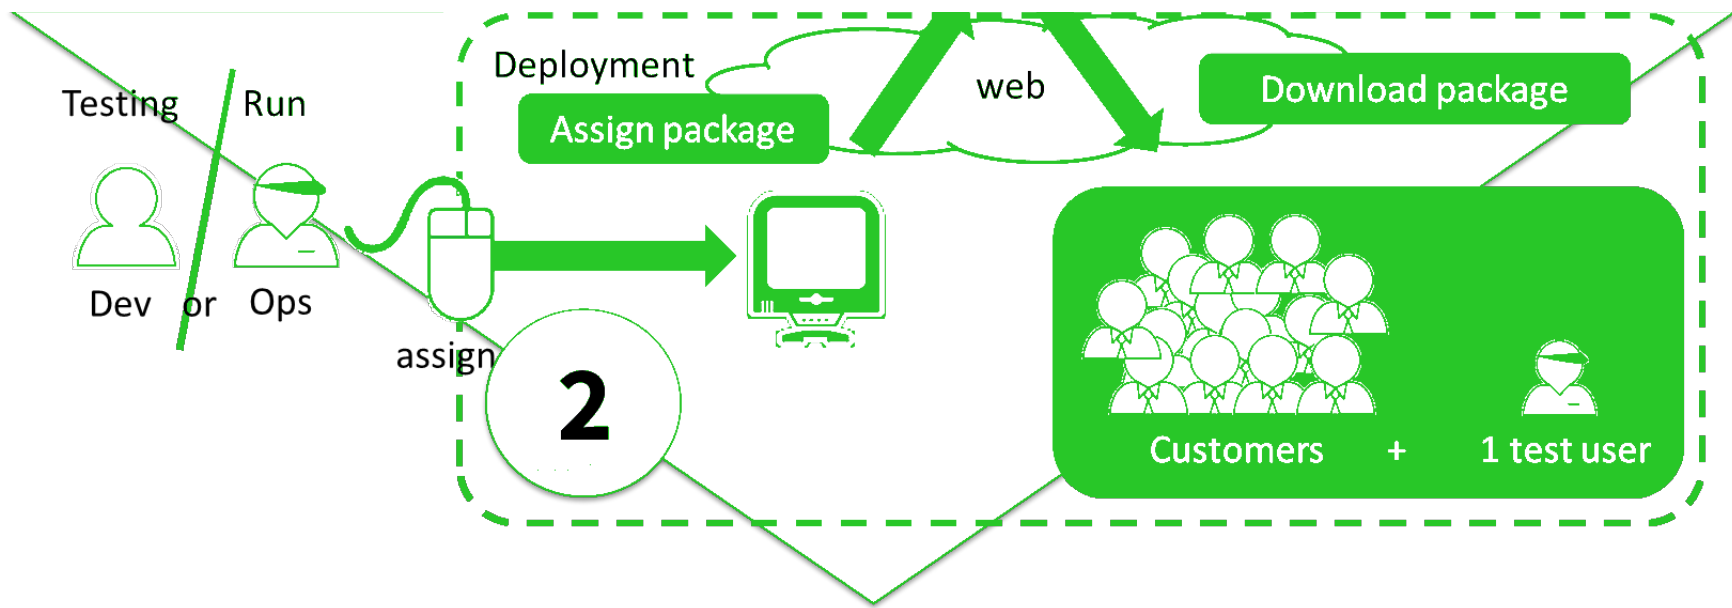 Deployment
web
Download package
Testing
Run
Assign package
Dev or Ops
assign
2
Customers + 1 test user